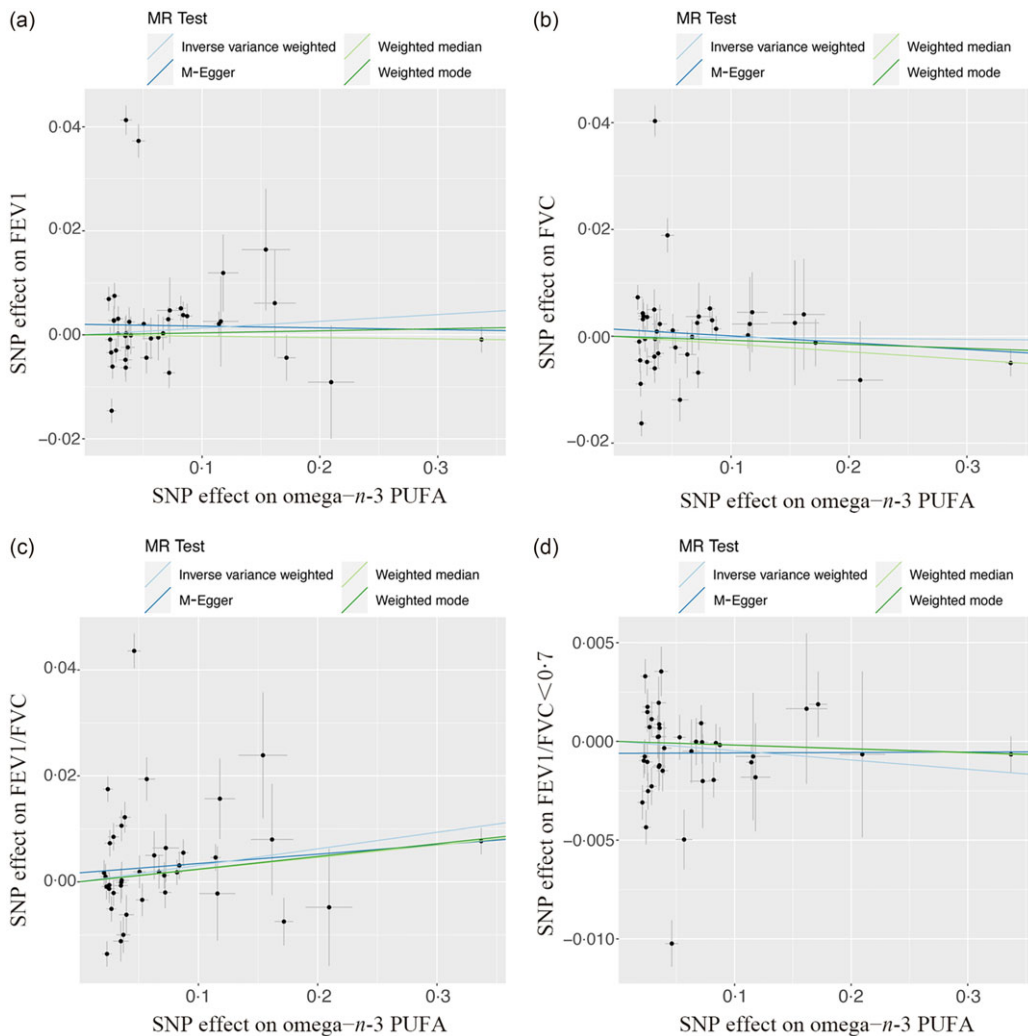 (a)
MR Test
Inverse variance weighted
Weighted median
M-Egger
Weighted mode
SNP effect on FEV1
0·04
0·02
0·00
−0·02
0·1
0·2
0·3
SNP effect on omega−n-3 PUFA
(b)
MR Test
Inverse variance weighted
Weighted median
M-Egger
Weighted mode
SNP effect on FVC
0·04
0·02
0·00
−0·02
0·1
0·2
0·3
SNP effect on omega−n-3 PUFA
(c)
MR Test
Inverse variance weighted
Weighted median
M-Egger
Weighted mode
SNP effect on FEV1/FVC
0·04
0·02
0·00
0·1
0·2
0·3
SNP effect on omega−n-3 PUFA
(d)
MR Test
Inverse variance weighted
Weighted median
M-Egger
Weighted mode
SNP effect on FEV1/FVC<0·7
0·005
0·000
−0·005
−0·010
0·1
0·2
0·3
SNP effect on omega−n-3 PUFA